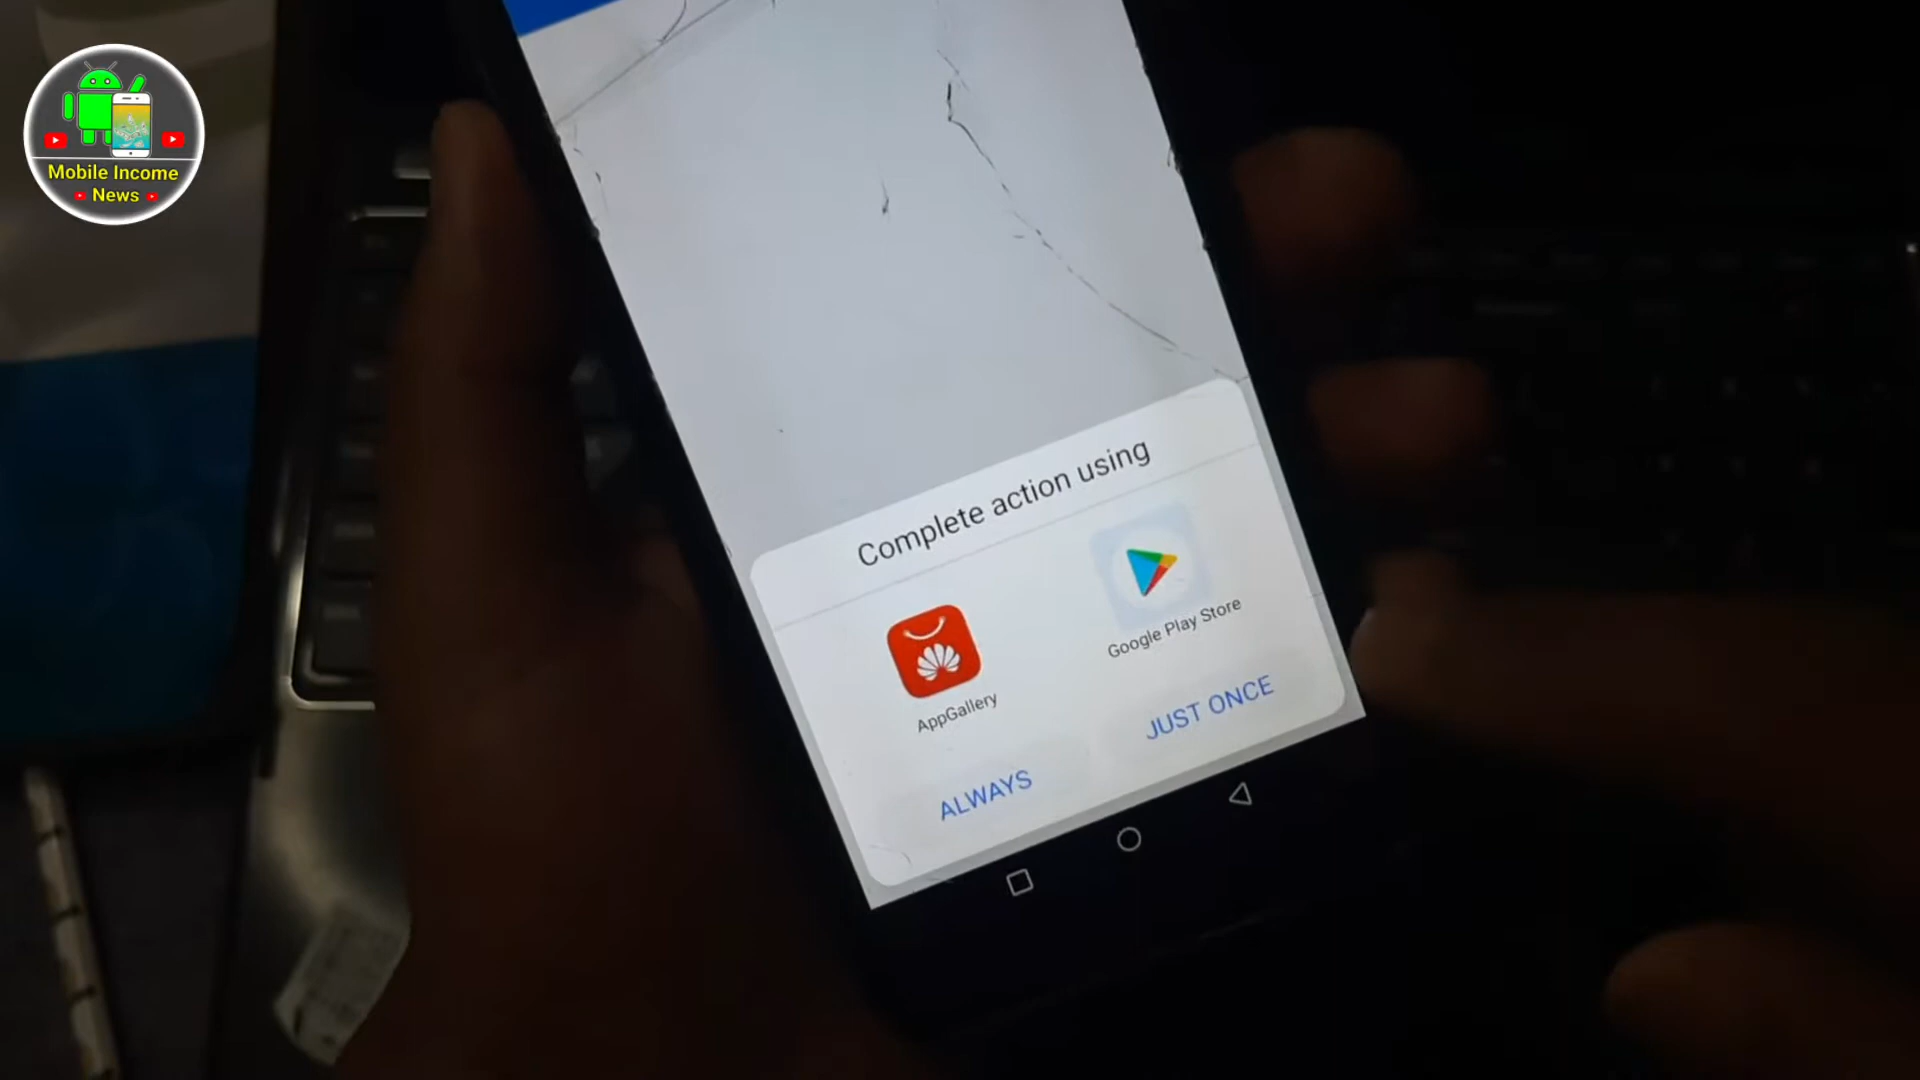 Mobile Income
News
Complete action using
AppGallery
Google Play Store
ALWAYS
JUST ONCE